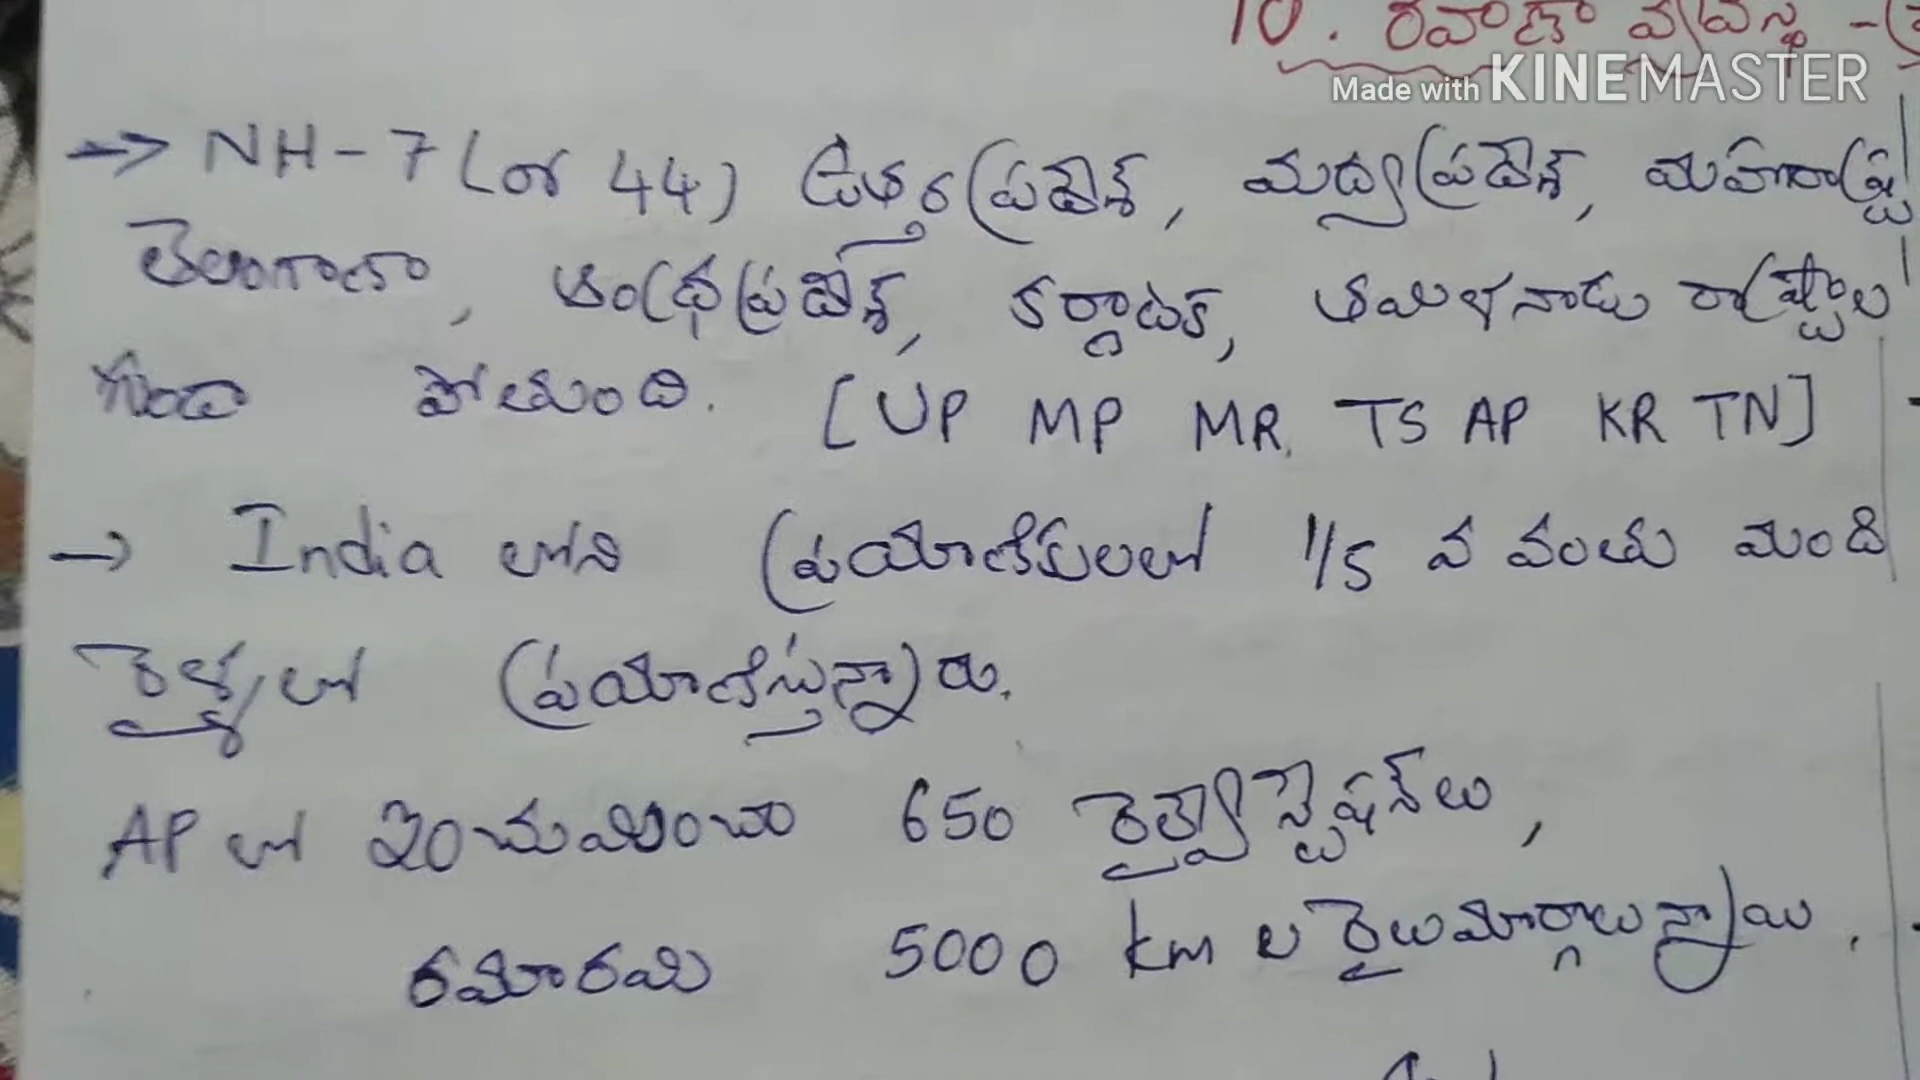 10. రవాణా వ్యవస్థ -
Made with KINEMASTER
→ NH-7 (or 44) ఉత్తరప్రదేశ్, మధ్యప్రదేశ్, మహారాష్ట్ర
తెలంగాణా, ఆంధ్రప్రదేశ్, కర్ణాటక, తమిళనాడు రాష్ట్రాల
గుండా పోతుంది. [UP MP MR. TS AP KR TN]
→ India లోని ప్రయాణికులలో 1/5 వ వంతు మంది
రైళ్ళలో ప్రయాణిస్తున్నారు.
AP లో ఇంచుమించు 650 రైల్వే స్టేషన్‌లు,
రమారమి 5000 km ల రైలుమార్గాలున్నాయి.